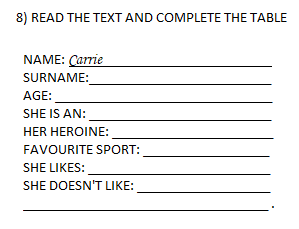 8) READ THE TEXT AND COMPLETE THE TABLE
NAME: Carrie
SURNAME:
AGE:
SHE IS AN:
HER HEROINE:
FAVOURITE SPORT:
SHE LIKES:
SHE DOESN'T LIKE:
.